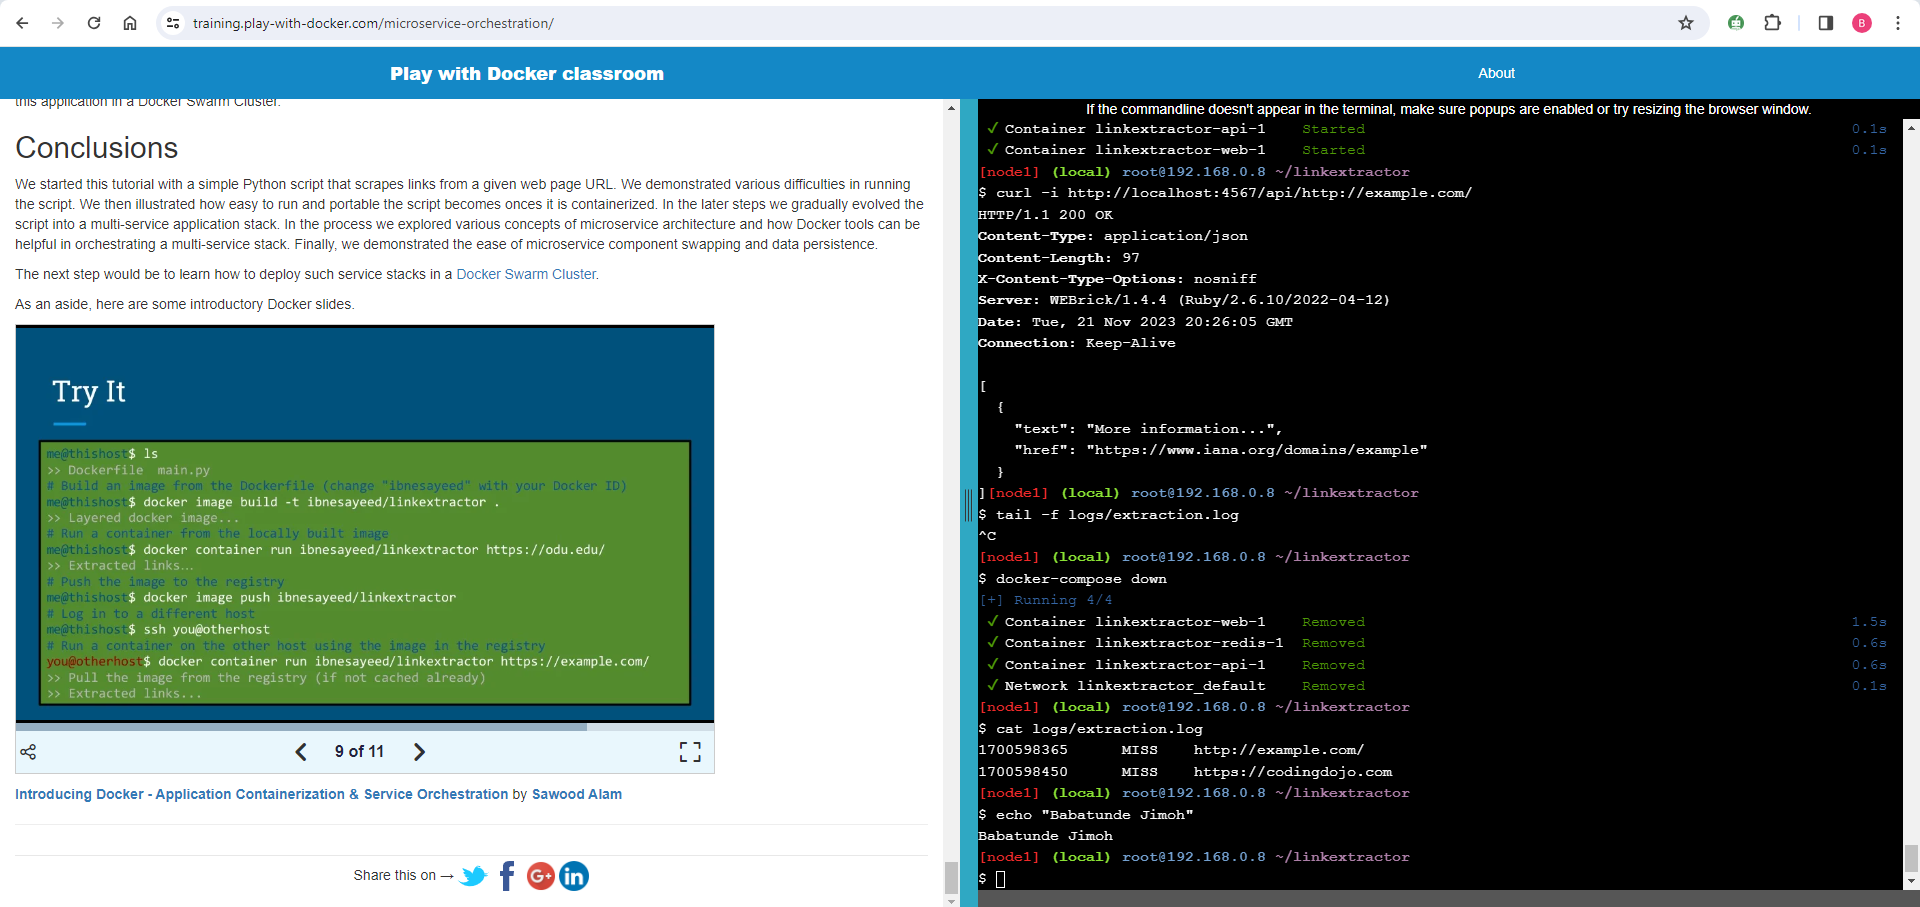 training.play-with-docker.com/microservice-orchestration/
B
Play with Docker classroom
About
this application in a Docker Swarm Cluster.
Conclusions
We started this tutorial with a simple Python script that scrapes links from a given web page URL. We demonstrated various difficulties in running
the script. We then illustrated how easy to run and portable the script becomes onces it is containerized. In the later steps we gradually evolved the
script into a multi-service application stack. In the process we explored various concepts of microservice architecture and how Docker tools can be
helpful in orchestrating a multi-service stack. Finally, we demonstrated the ease of microservice component swapping and data persistence.
The next step would be to learn how to deploy such service stacks in a Docker Swarm Cluster.
As an aside, here are some introductory Docker slides.
Try It
me@thishost$ ls
>> Dockerfile  main.py
# Build an image from the Dockerfile (change "ibnesayeed" with your Docker ID)
me@thishost$ docker image build -t ibnesayeed/linkextractor .
>> Layered docker image...
# Run a container from the locally built image
me@thishost$ docker container run ibnesayeed/linkextractor https://odu.edu/
>> Extracted links...
# Push the image to the registry
me@thishost$ docker image push ibnesayeed/linkextractor
# Log in to a different host
me@thishost$ ssh you@otherhost
# Run a container on the other host using the image in the registry
you@otherhost$ docker container run ibnesayeed/linkextractor https://example.com/
>> Pull the image from the registry (if not cached already)
>> Extracted links...
9 of 11
Introducing Docker - Application Containerization & Service Orchestration by Sawood Alam
Share this on →
f G+ in
If the commandline doesn't appear in the terminal, make sure popups are enabled or try resizing the browser window.
✓ Container linkextractor-api-1 Started 0.1s
✓ Container linkextractor-web-1 Started 0.1s
[node1] (local) root@192.168.0.8 ~/linkextractor
$ curl -i http://localhost:4567/api/http://example.com/
HTTP/1.1 200 OK
Content-Type: application/json
Content-Length: 97
X-Content-Type-Options: nosniff
Server: WEBrick/1.4.4 (Ruby/2.6.10/2022-04-12)
Date: Tue, 21 Nov 2023 20:26:05 GMT
Connection: Keep-Alive
[
{
"text": "More information...",
"href": "https://www.iana.org/domains/example"
}
][node1] (local) root@192.168.0.8 ~/linkextractor
$ tail -f logs/extraction.log
^C
[node1] (local) root@192.168.0.8 ~/linkextractor
$ docker-compose down
[+] Running 4/4
✓ Container linkextractor-web-1 Removed 1.5s
✓ Container linkextractor-redis-1 Removed 0.6s
✓ Container linkextractor-api-1 Removed 0.6s
✓ Network linkextractor_default Removed 0.1s
[node1] (local) root@192.168.0.8 ~/linkextractor
$ cat logs/extraction.log
1700598365 MISS http://example.com/
1700598450 MISS https://codingdojo.com
[node1] (local) root@192.168.0.8 ~/linkextractor
$ echo "Babatunde Jimoh"
Babatunde Jimoh
[node1] (local) root@192.168.0.8 ~/linkextractor
$